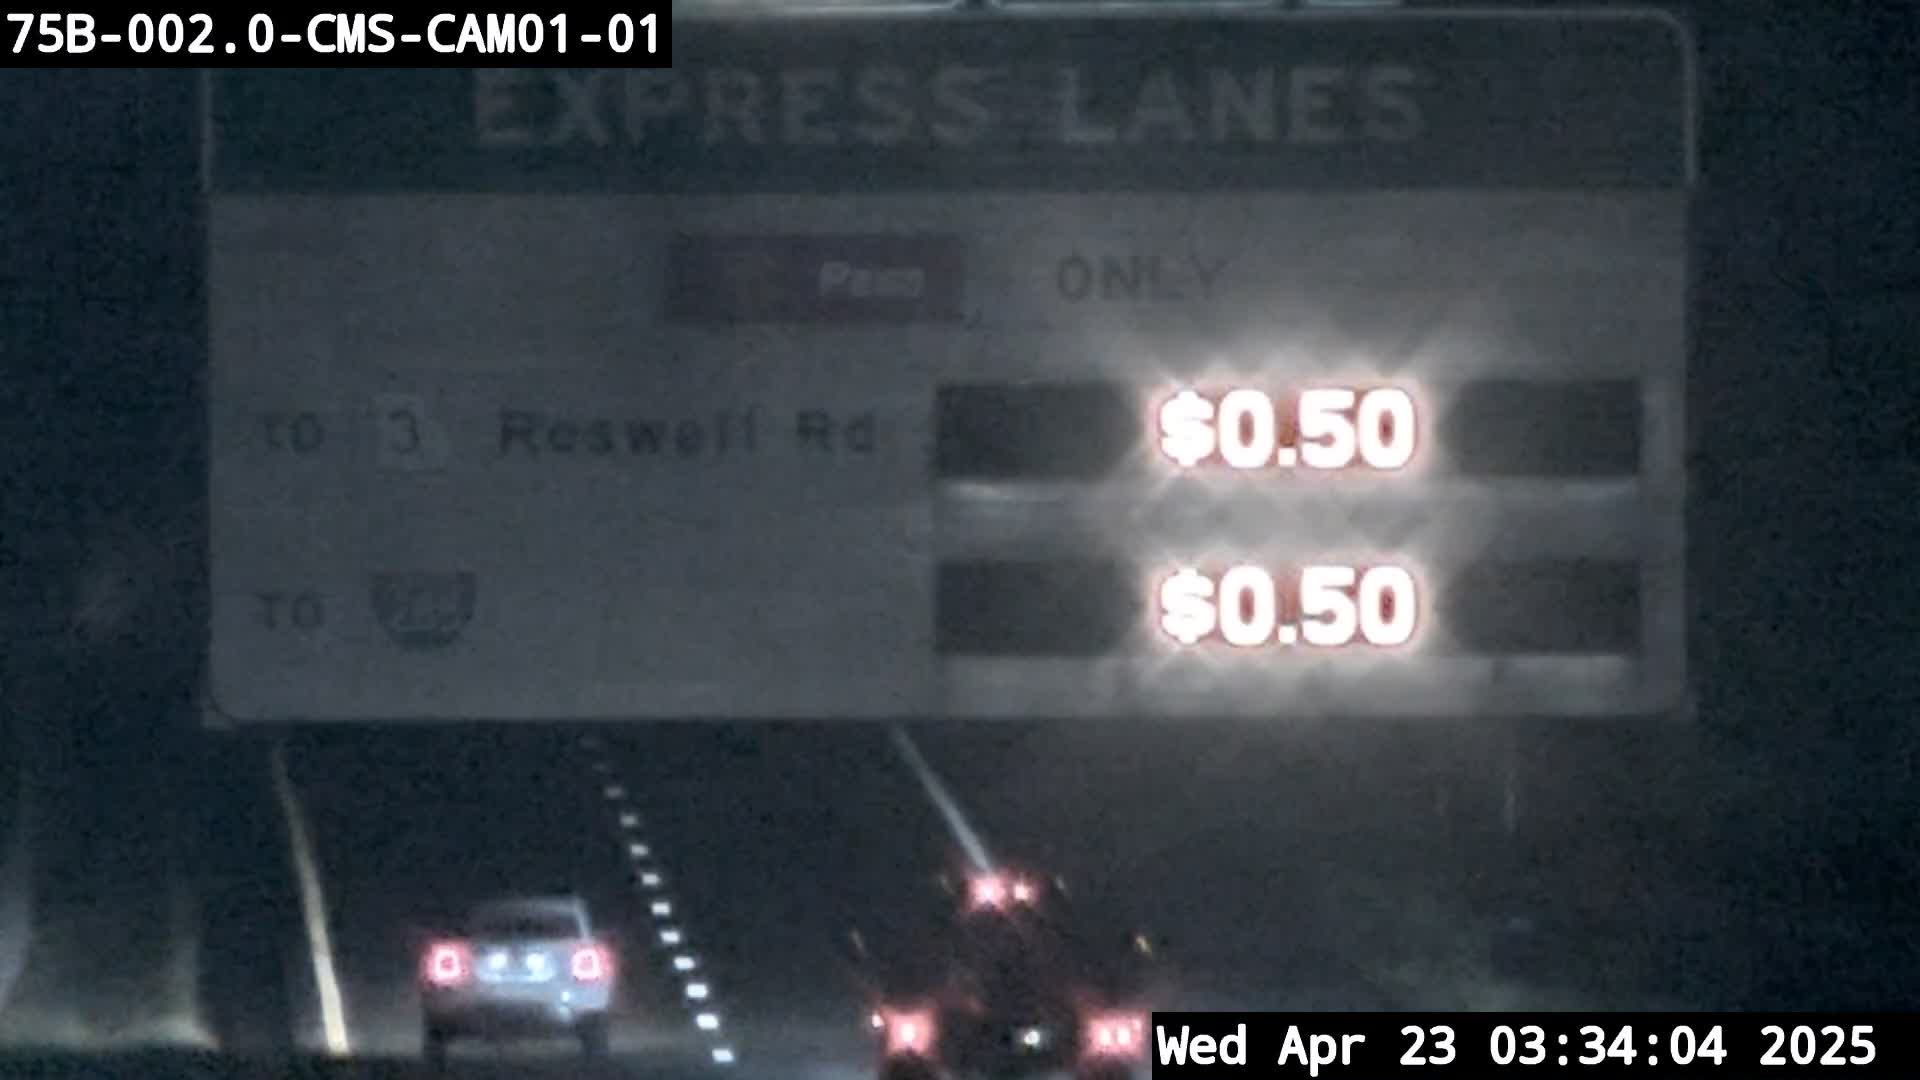 75B-002.0-CMS-CAM01-01
EXPRESS LANES
Pass ONLY
TO 3 Roswell Rd $0.50
TO $0.50
Wed Apr 23 03:34:04 2025